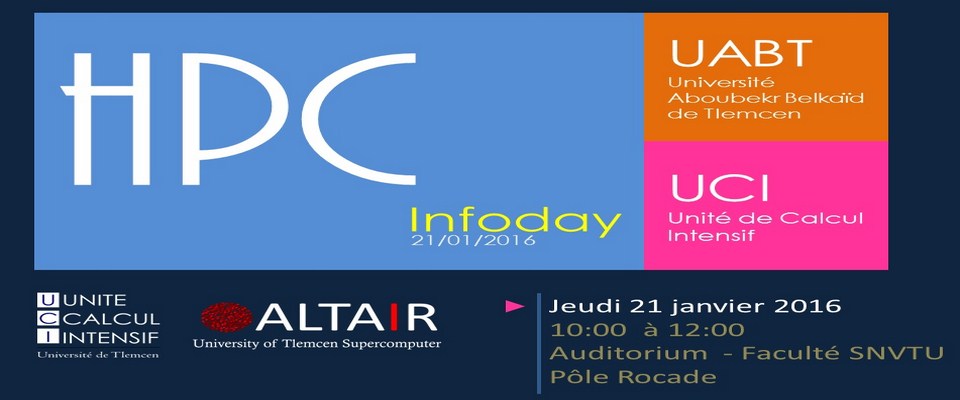 HPC
Infoday
21/01/2016
UABT
Université
Aboubekr Belkaïd
de Tlemcen
UCI
Unité de Calcul
Intensif
U UNITE
C CALCUL
I INTENSIF
Université de Tlemcen
ALTAIR
University of Tlemcen Supercomputer
Jeudi 21 janvier 2016
10:00 à 12:00
Auditorium - Faculté SNVTU
Pôle Rocade